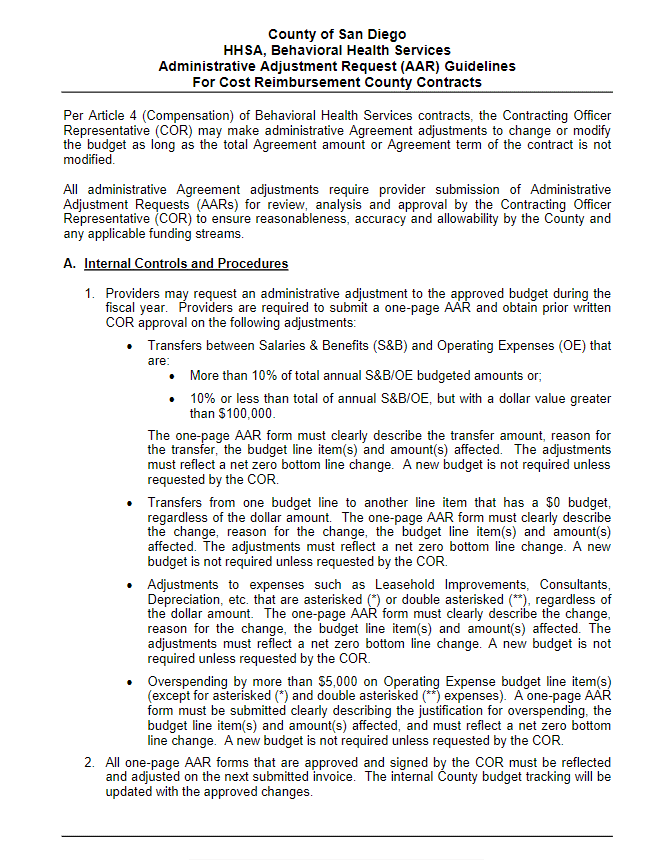 County of San Diego
HHSA, Behavioral Health Services
Administrative Adjustment Request (AAR) Guidelines
For Cost Reimbursement County Contracts
Per Article 4 (Compensation) of Behavioral Health Services contracts, the Contracting Officer
Representative (COR) may make administrative Agreement adjustments to change or modify
the budget as long as the total Agreement amount or Agreement term of the contract is not
modified.
All administrative Agreement adjustments require provider submission of Administrative
Adjustment Requests (AARs) for review, analysis and approval by the Contracting Officer
Representative (COR) to ensure reasonableness, accuracy and allowability by the County and
any applicable funding streams.
A. Internal Controls and Procedures
1. Providers may request an administrative adjustment to the approved budget during the
fiscal year. Providers are required to submit a one-page AAR and obtain prior written
COR approval on the following adjustments:
• Transfers between Salaries & Benefits (S&B) and Operating Expenses (OE) that
are:
• More than 10% of total annual S&B/OE budgeted amounts or;
• 10% or less than total of annual S&B/OE, but with a dollar value greater
than $100,000.
The one-page AAR form must clearly describe the transfer amount, reason for
the transfer, the budget line item(s) and amount(s) affected. The adjustments
must reflect a net zero bottom line change. A new budget is not required unless
requested by the COR.
• Transfers from one budget line to another line item that has a $0 budget,
regardless of the dollar amount. The one-page AAR form must clearly describe
the change, reason for the change, the budget line item(s) and amount(s)
affected. The adjustments must reflect a net zero bottom line change. A new
budget is not required unless requested by the COR.
• Adjustments to expenses such as Leasehold Improvements, Consultants,
Depreciation, etc. that are asterisked (*) or double asterisked (**), regardless of
the dollar amount. The one-page AAR form must clearly describe the change,
reason for the change, the budget line item(s) and amount(s) affected. The
adjustments must reflect a net zero bottom line change. A new budget is not
required unless requested by the COR.
• Overspending by more than $5,000 on Operating Expense budget line item(s)
(except for asterisked (*) and double asterisked (**) expenses). A one-page AAR
form must be submitted clearly describing the justification for overspending, the
budget line item(s) and amount(s) affected, and must reflect a net zero bottom
line change. A new budget is not required unless requested by the COR.
2. All one-page AAR forms that are approved and signed by the COR must be reflected
and adjusted on the next submitted invoice. The internal County budget tracking will be
updated with the approved changes.